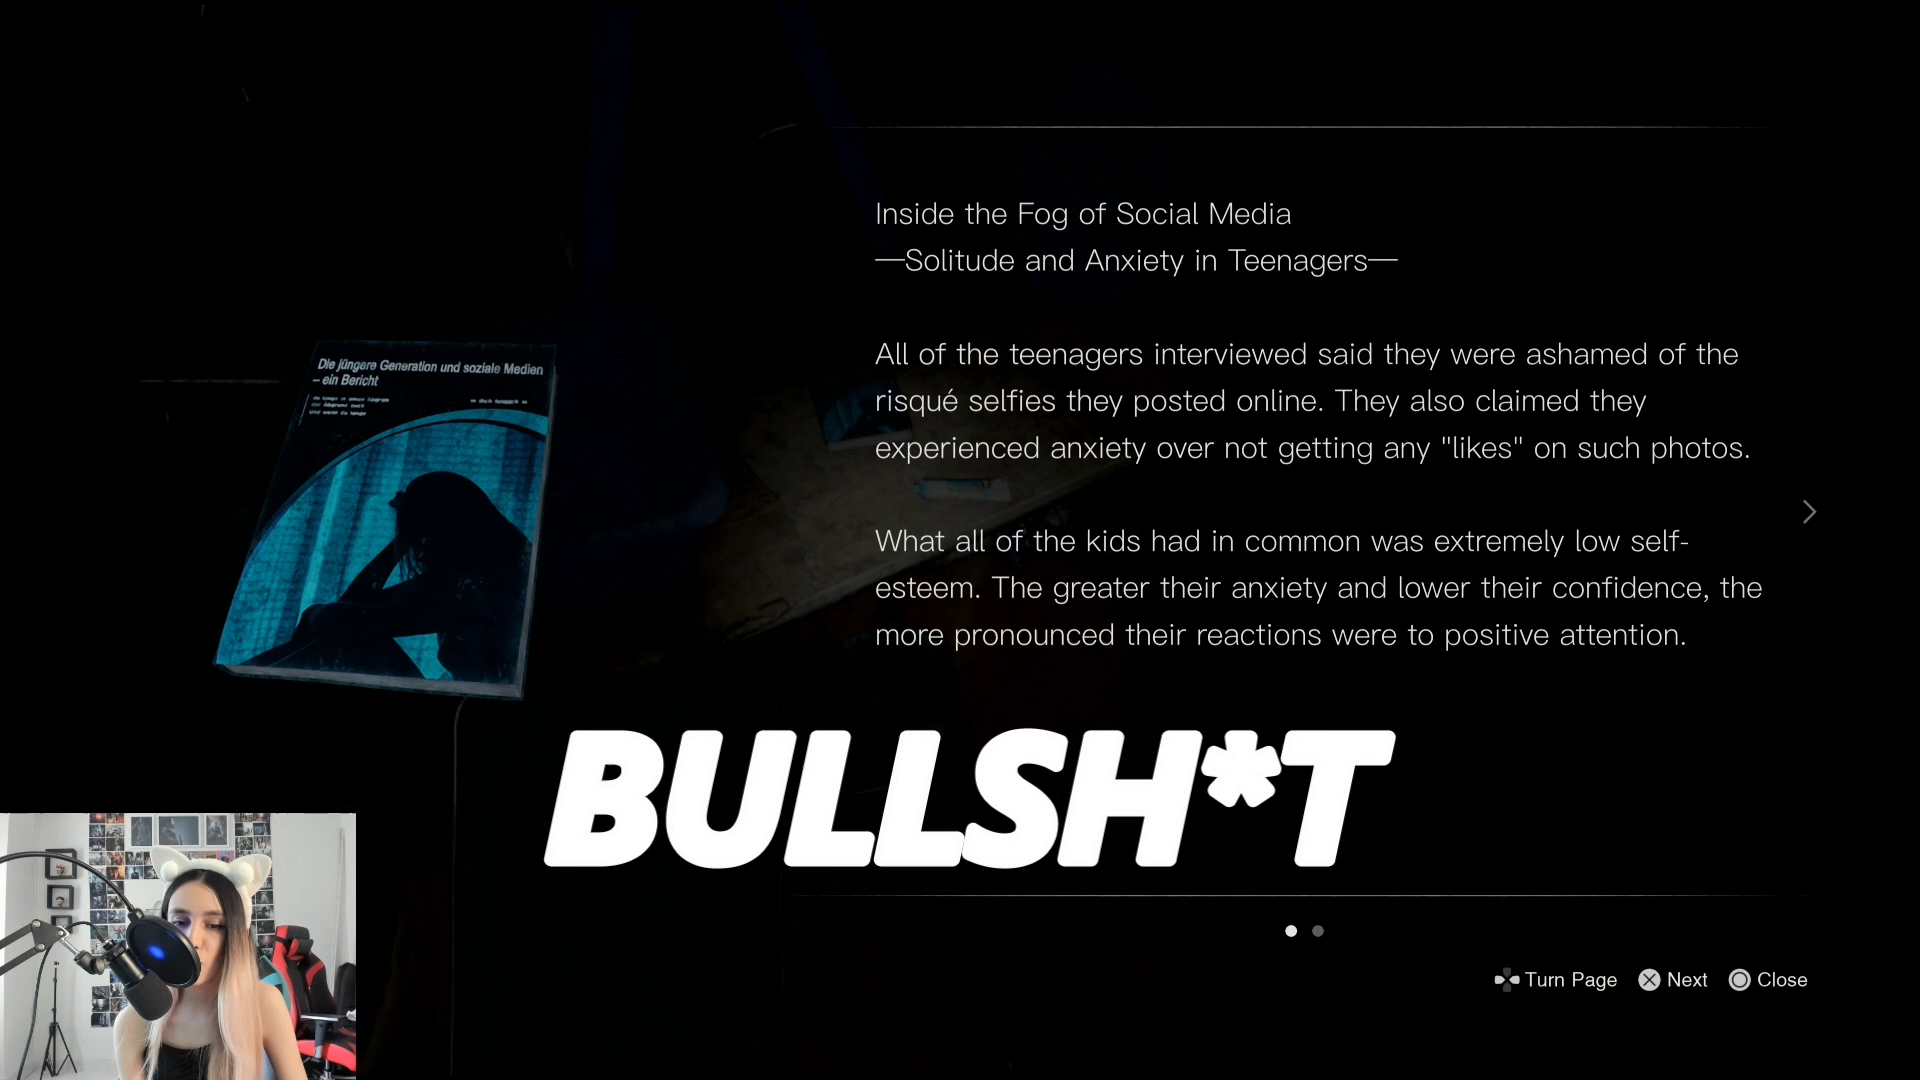 Inside the Fog of Social Media
—Solitude and Anxiety in Teenagers—
All of the teenagers interviewed said they were ashamed of the
risqué selfies they posted online. They also claimed they
experienced anxiety over not getting any "likes" on such photos.
What all of the kids had in common was extremely low self-
esteem. The greater their anxiety and lower their confidence, the
more pronounced their reactions were to positive attention.
Die jüngere Generation und soziale Medien
– ein Bericht
BULLSH*T
Turn Page
Next
Close